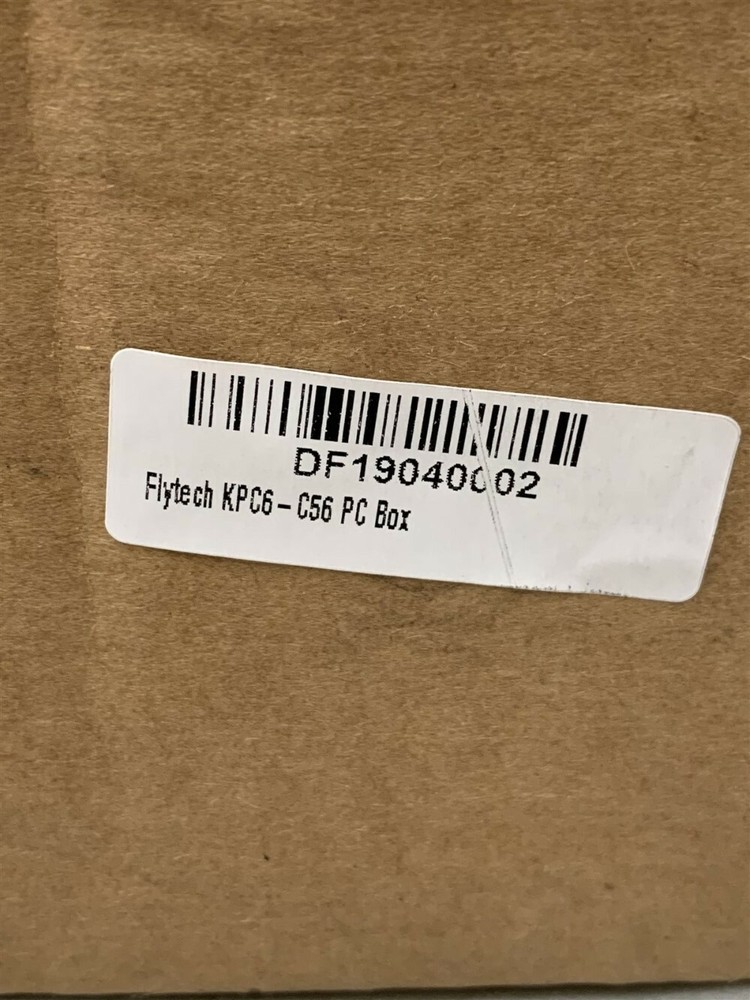 DF19040002
Flytech KPC6-C56 PC Box